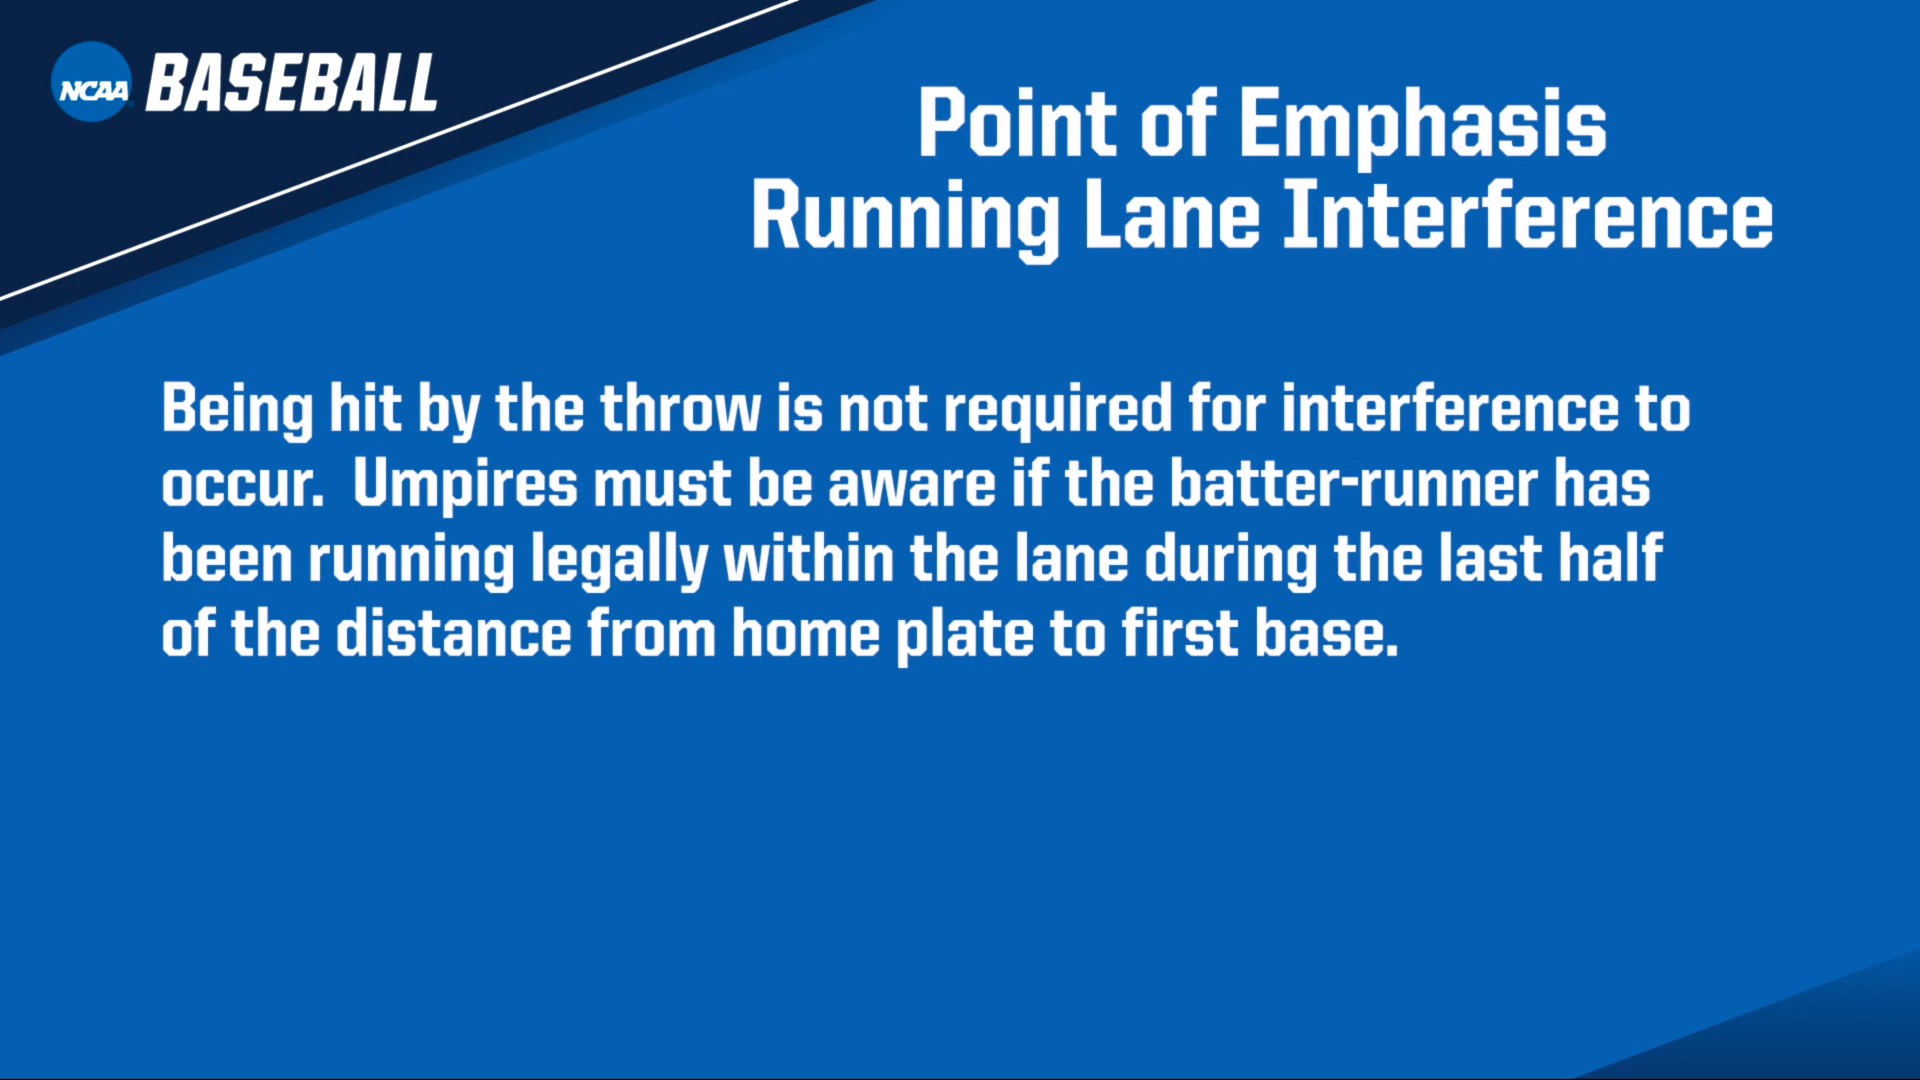 NCAA BASEBALL
Point of Emphasis
Running Lane Interference
Being hit by the throw is not required for interference to
occur.  Umpires must be aware if the batter-runner has
been running legally within the lane during the last half
of the distance from home plate to first base.